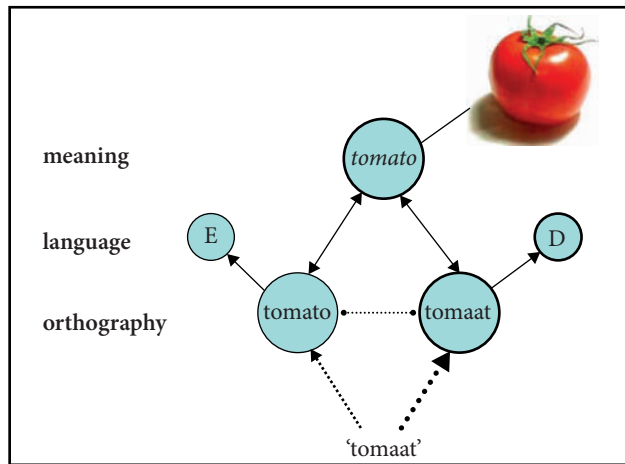 meaning
tomato
language
E
D
orthography
tomato
tomaat
'tomaat'